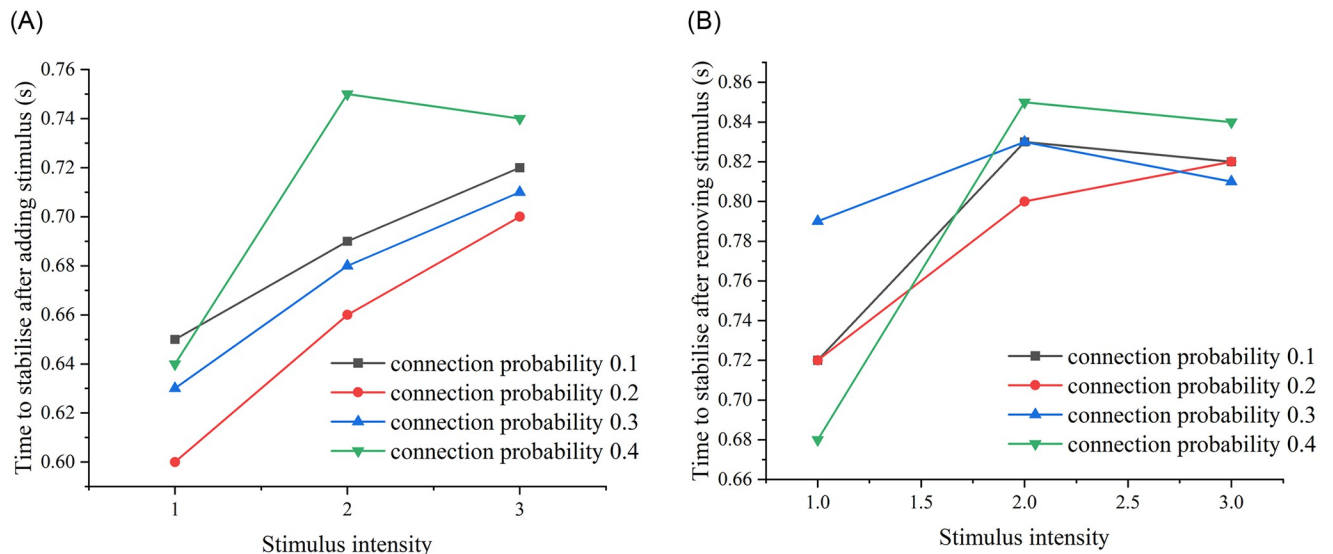 (A)
Time to stabilise after adding stimulus (s)
0.76
0.74
0.72
0.70
0.68
0.66
0.64
0.62
0.60
connection probability 0.1
connection probability 0.2
connection probability 0.3
connection probability 0.4
1
2
3
Stimulus intensity
(B)
Time to stabilise after removing stimulus (s)
0.86
0.84
0.82
0.80
0.78
0.76
0.74
0.72
0.70
0.68
0.66
connection probability 0.1
connection probability 0.2
connection probability 0.3
connection probability 0.4
1.0
1.5
2.0
2.5
3.0
Stimulus intensity